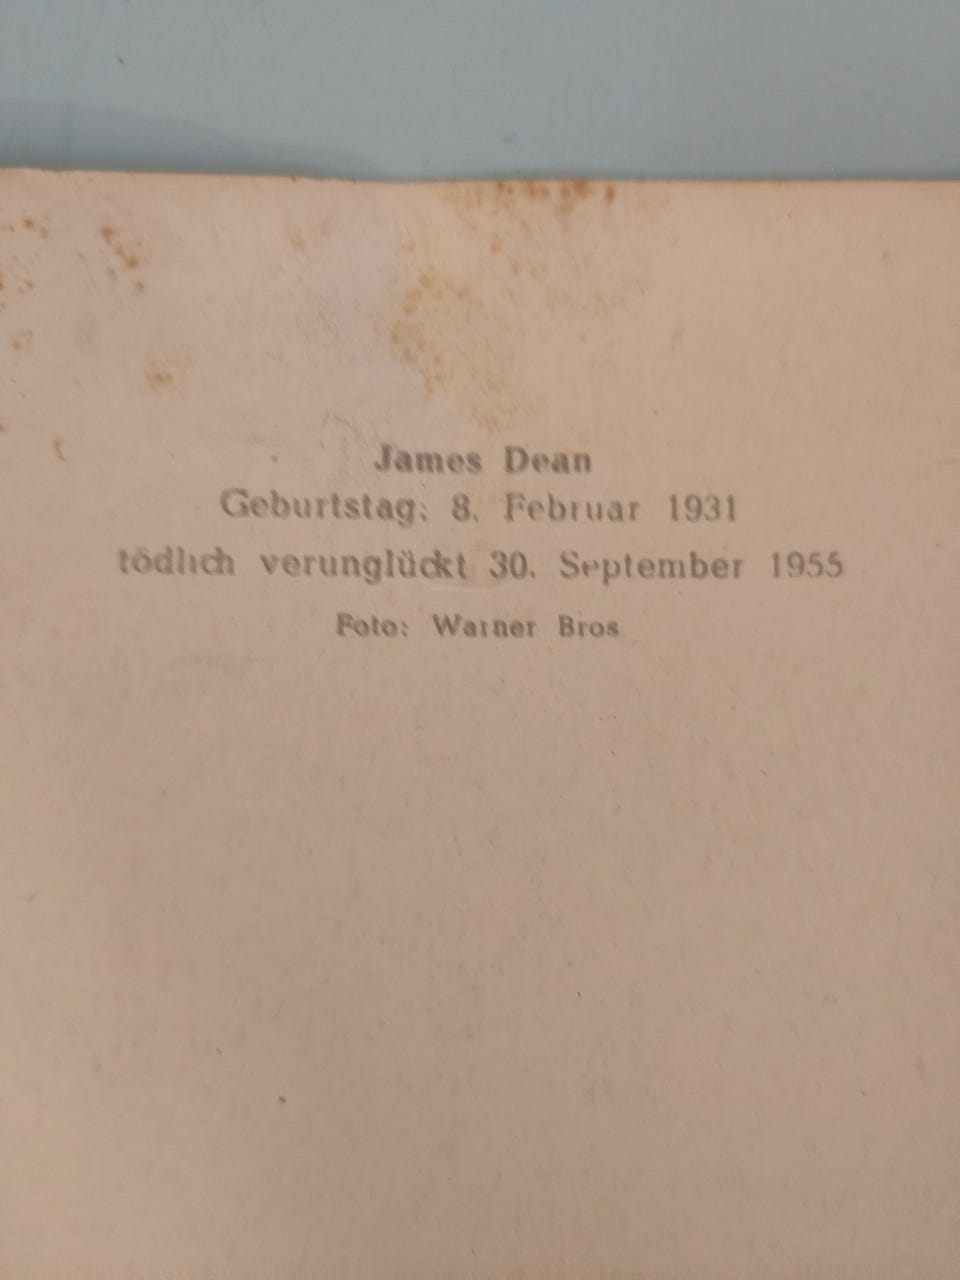 James Dean
Geburtstag: 8. Februar 1931
tödlich verunglückt 30. September 1955
Foto: Warner Bros